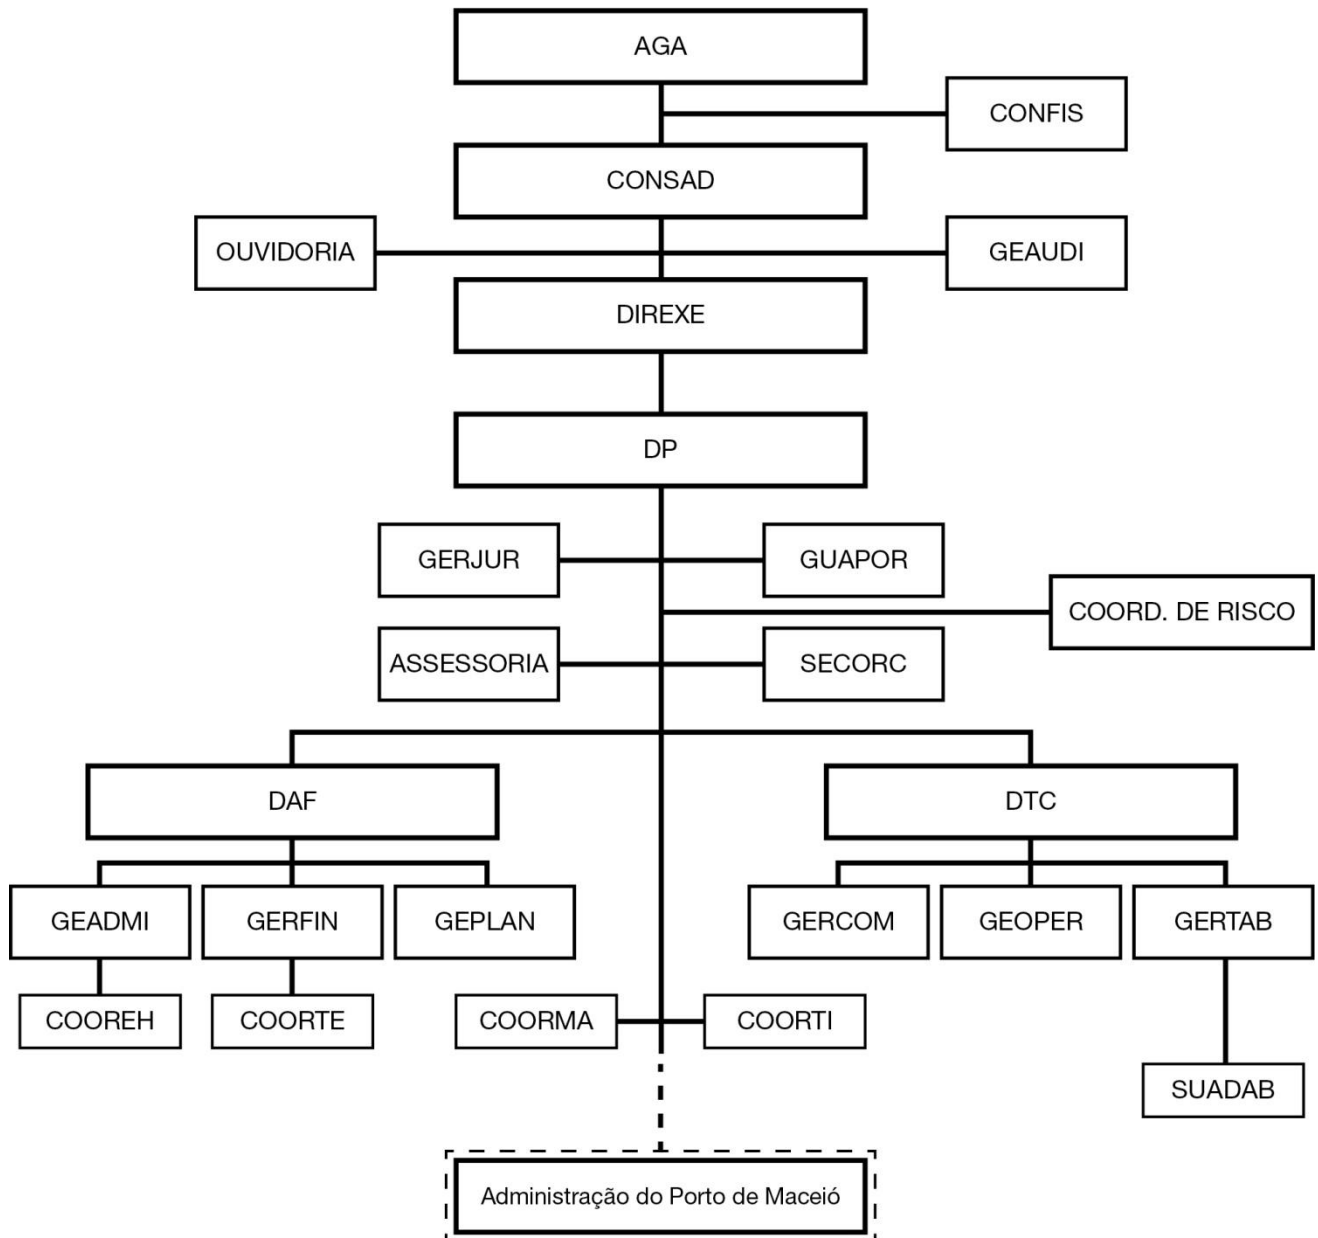 AGA
CONFIS
CONSAD
OUVIDORIA
GEAUDI
DIREXE
DP
GERJUR
GUAPOR
COORD. DE RISCO
ASSESSORIA
SECORC
DAF
DTC
GEADMI
GERFIN
GEPLAN
GERCOM
GEOPER
GERTAB
COOREH
COORTE
COORMA
COORTI
SUADAB
Administração do Porto de Maceió